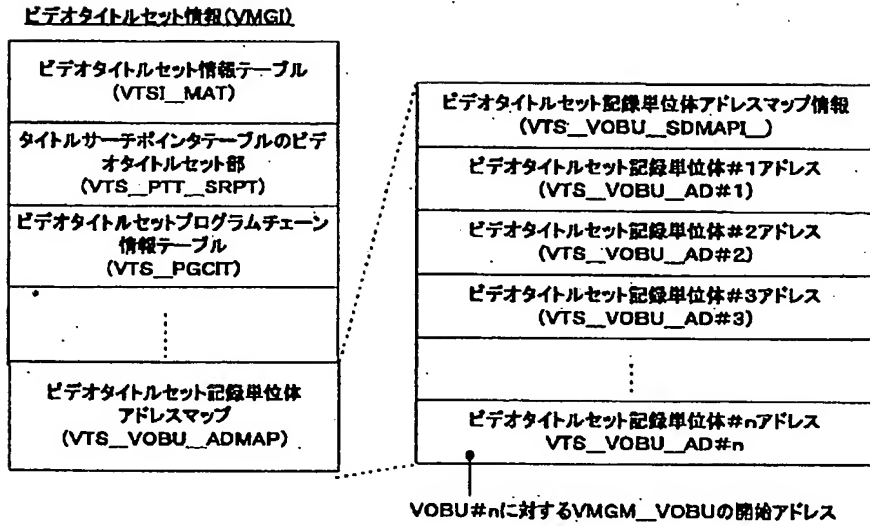 ビデオタイトルセット情報(VMGI)
ビデオタイトルセット情報テーブル
(VTSI__MAT)
タイトルサーチポインタテーブルのビデ
オタイトルセット部
(VTS__PTT__SRPT)
ビデオタイトルセットプログラムチェーン
情報テーブル
(VTS__PGCIT)
ビデオタイトルセット記録単位体
アドレスマップ
(VTS__VOBU__ADMAP)
ビデオタイトルセット記録単位体アドレスマップ情報
(VTS__VOBU__SDMAPI__)
ビデオタイトルセット記録単位体#1アドレス
(VTS__VOBU__AD#1)
ビデオタイトルセット記録単位体#2アドレス
(VTS__VOBU__AD#2)
ビデオタイトルセット記録単位体#3アドレス
(VTS__VOBU__AD#3)
ビデオタイトルセット記録単位体#nアドレス
VTS__VOBU__AD#n
VOBU#nに対するVMGM__VOBUの開始アドレス